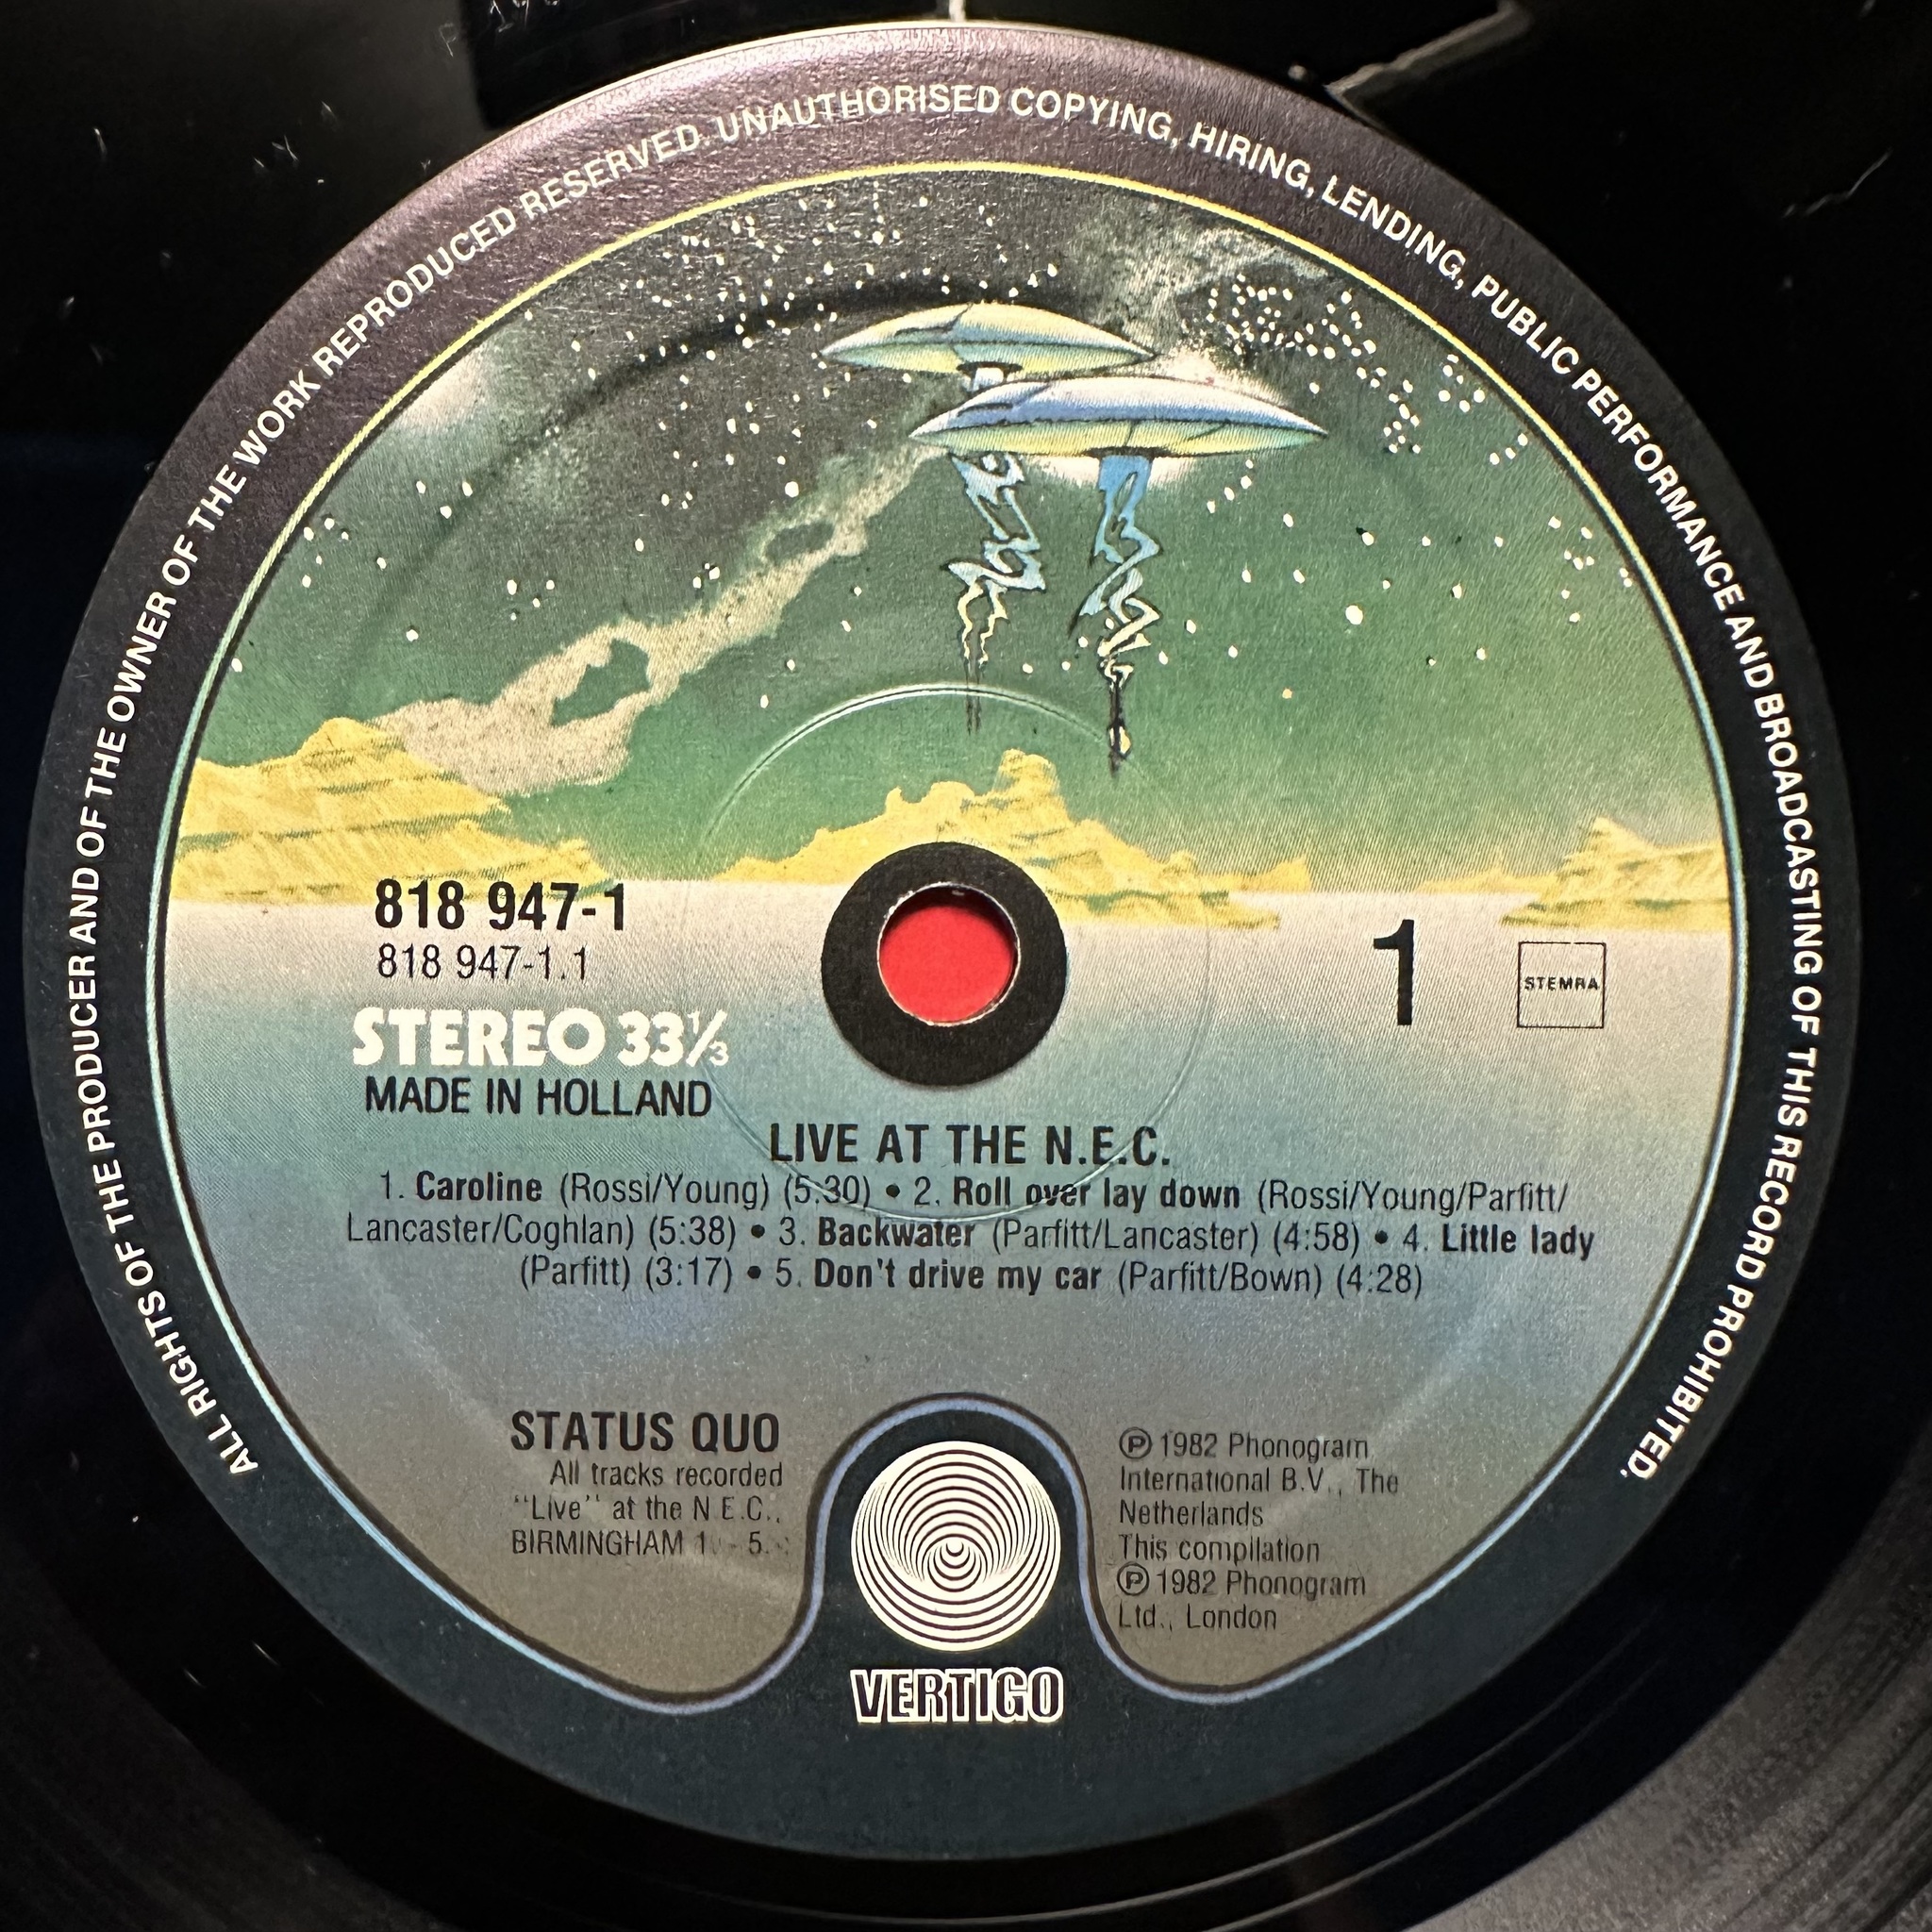 ALL RIGHTS OF THE PRODUCER AND OF THE OWNER OF THE WORK REPRODUCED RESERVED. UNAUTHORISED COPYING, HIRING, LENDING, PUBLIC PERFORMANCE AND BROADCASTING OF THIS RECORD PROHIBITED.
818 947-1
818 947-1.1
STEREO 33⅓
MADE IN HOLLAND
1
STEMRA
LIVE AT THE N.E.C.
1. Caroline (Rossi/Young) (5:30) • 2. Roll over lay down (Rossi/Young/Parfitt/
Lancaster/Coghlan) (5:38) • 3. Backwater (Parfitt/Lancaster) (4:58) • 4. Little lady
(Parfitt) (3:17) • 5. Don't drive my car (Parfitt/Bown) (4:28)
STATUS QUO
All tracks recorded
"Live" at the N.E.C.,
BIRMINGHAM 1. - 5.
℗ 1982 Phonogram
International B.V., The
Netherlands
This compilation
℗ 1982 Phonogram
Ltd., London
VERTIGO